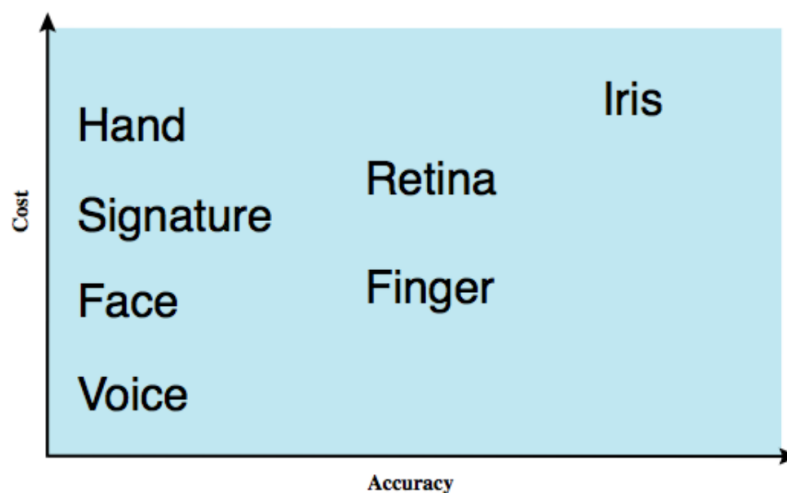 Iris
Hand
Retina
Signature
Cost
Finger
Face
Voice
Accuracy